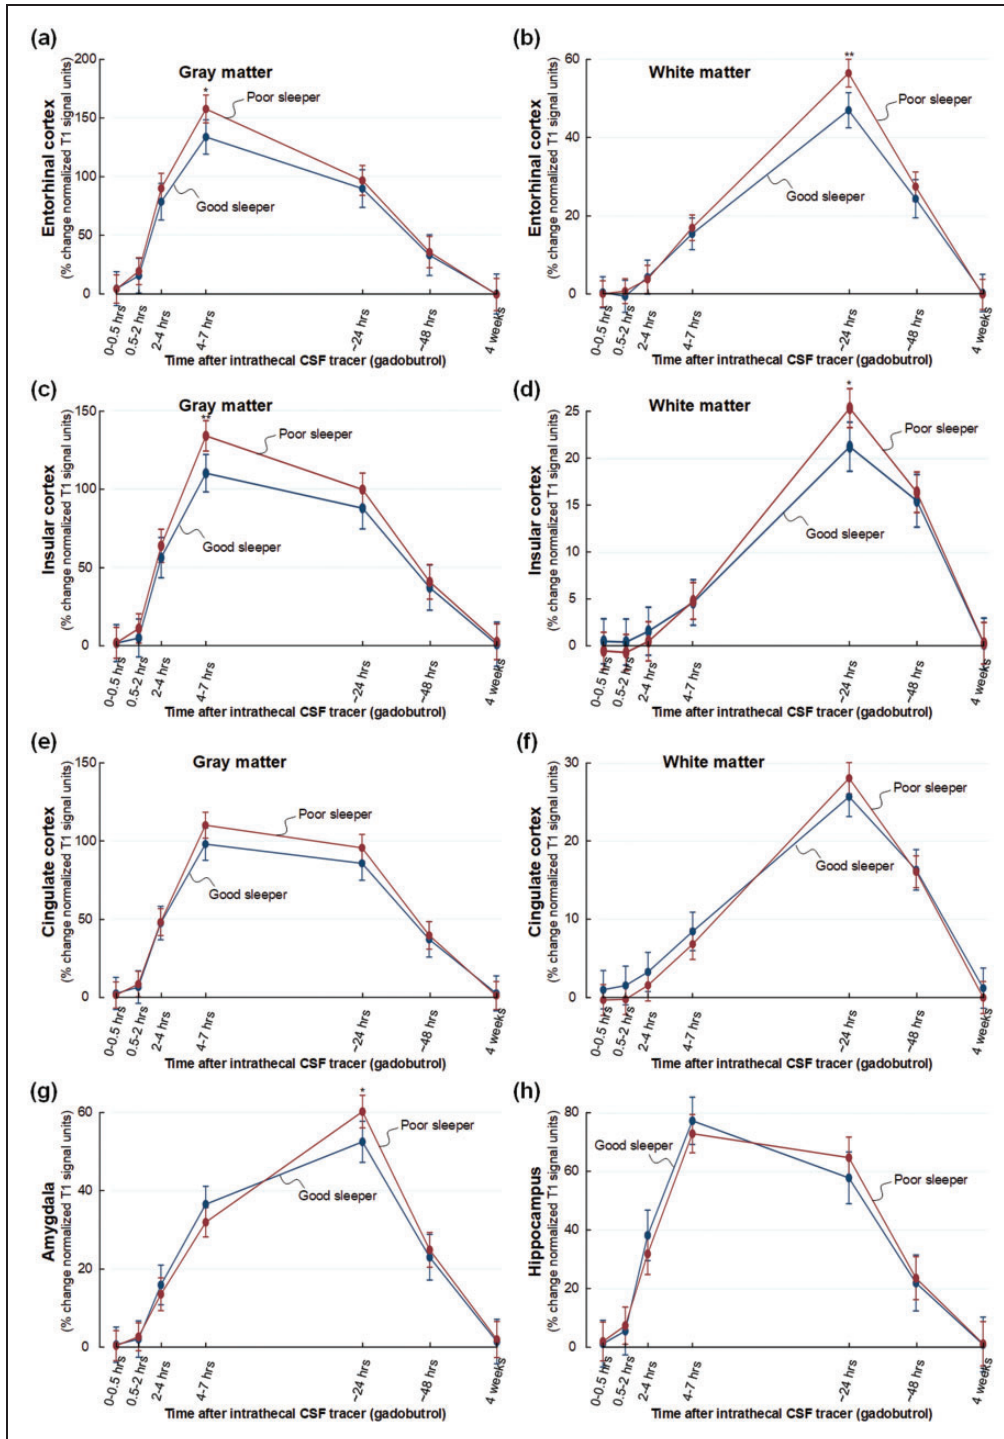 (a)
Gray matter
Entorhinal cortex
(% change normalized T1 signal units)
200
150
100
50
0
*
Poor sleeper
Good sleeper
0-0.5 hrs
0.5-2 hrs
2-4 hrs
4-7 hrs
~24 hrs
~48 hrs
4 weeks
Time after intrathecal CSF tracer (gadobutrol)
(b)
White matter
Entorhinal cortex
(% change normalized T1 signal units)
60
40
20
0
**
Poor sleeper
Good sleeper
0-0.5 hrs
0.5-2 hrs
2-4 hrs
4-7 hrs
~24 hrs
~48 hrs
4 weeks
Time after intrathecal CSF tracer (gadobutrol)
(c)
Gray matter
Insular cortex
(% change normalized T1 signal units)
150
100
50
0
**
Poor sleeper
Good sleeper
0-0.5 hrs
0.5-2 hrs
2-4 hrs
4-7 hrs
~24 hrs
~48 hrs
4 weeks
Time after intrathecal CSF tracer (gadobutrol)
(d)
White matter
Insular cortex
(% change normalized T1 signal units)
25
20
15
10
5
0
*
Poor sleeper
Good sleeper
0-0.5 hrs
0.5-2 hrs
2-4 hrs
4-7 hrs
~24 hrs
~48 hrs
4 weeks
Time after intrathecal CSF tracer (gadobutrol)
(e)
Gray matter
Cingulate cortex
(% change normalized T1 signal units)
150
100
50
0
Poor sleeper
Good sleeper
0-0.5 hrs
0.5-2 hrs
2-4 hrs
4-7 hrs
~24 hrs
~48 hrs
4 weeks
Time after intrathecal CSF tracer (gadobutrol)
(f)
White matter
Cingulate cortex
(% change normalized T1 signal units)
30
20
10
0
Poor sleeper
Good sleeper
0-0.5 hrs
0.5-2 hrs
2-4 hrs
4-7 hrs
~24 hrs
~48 hrs
4 weeks
Time after intrathecal CSF tracer (gadobutrol)
(g)
Amygdala
(% change normalized T1 signal units)
60
40
20
0
*
Poor sleeper
Good sleeper
0-0.5 hrs
0.5-2 hrs
2-4 hrs
4-7 hrs
~24 hrs
~48 hrs
4 weeks
Time after intrathecal CSF tracer (gadobutrol)
(h)
Hippocampus
(% change normalized T1 signal units)
80
60
40
20
0
Good sleeper
Poor sleeper
0-0.5 hrs
0.5-2 hrs
2-4 hrs
4-7 hrs
~24 hrs
~48 hrs
4 weeks
Time after intrathecal CSF tracer (gadobutrol)